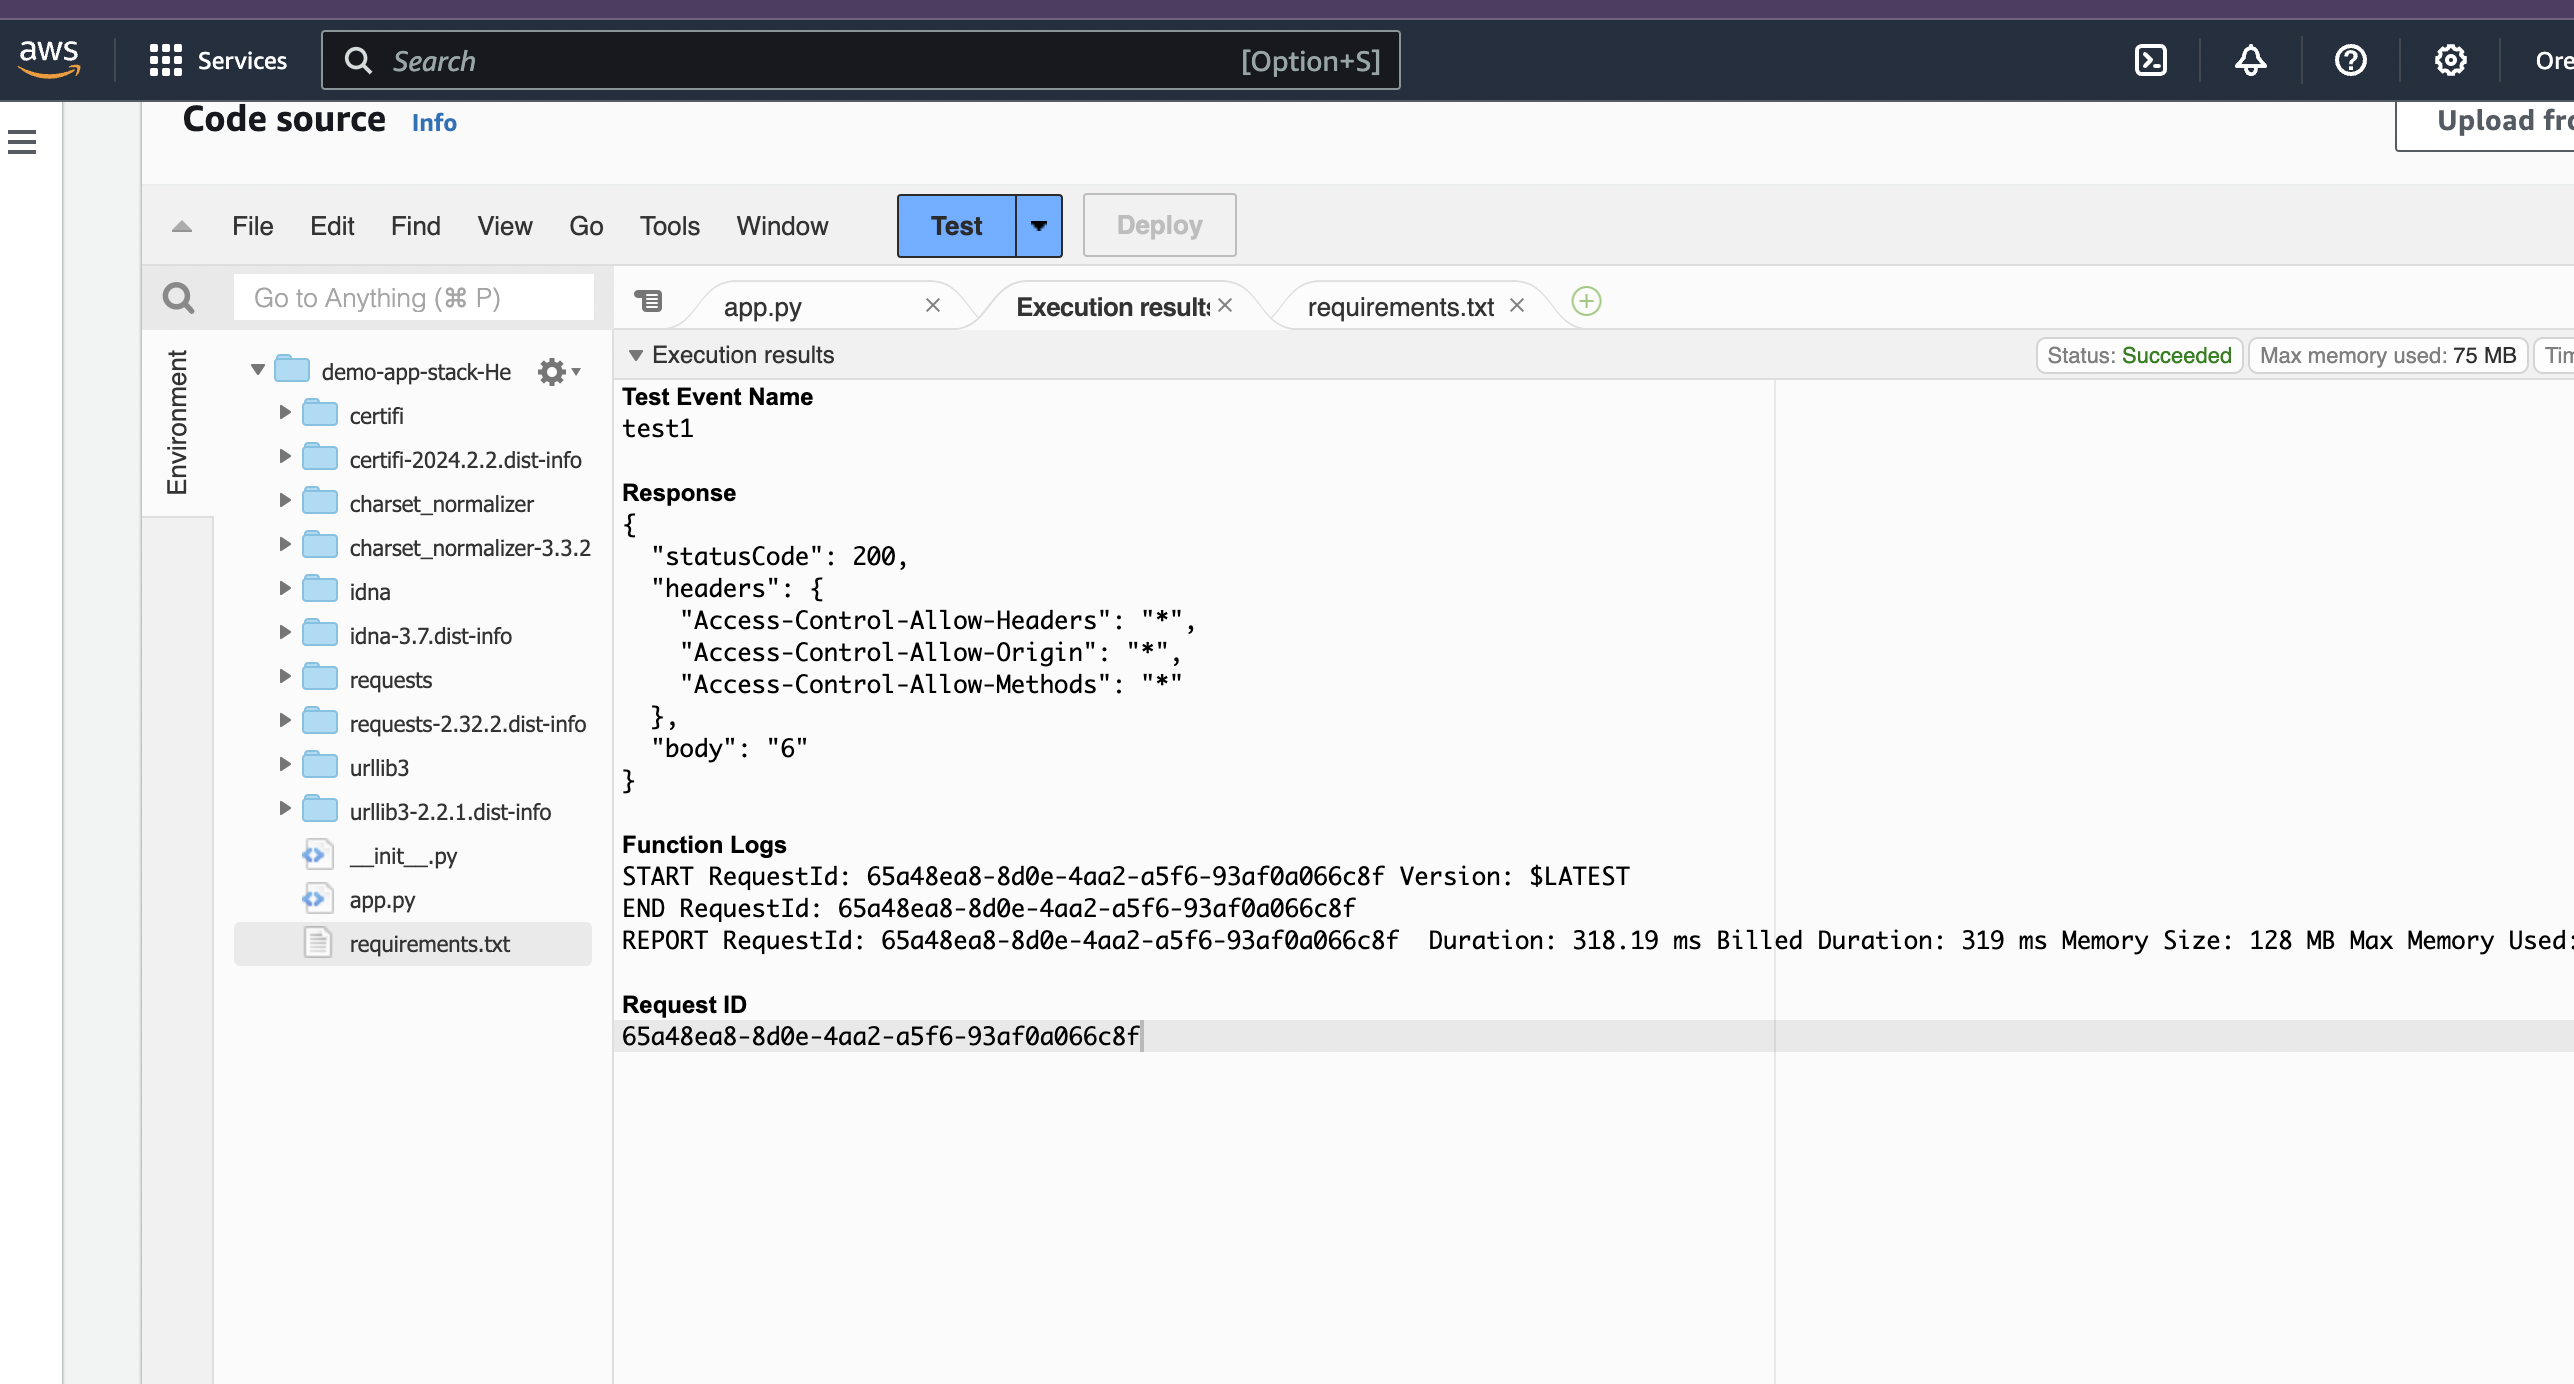 aws
Services
Search
[Option+S]
Ore
Code source
Info
Upload fro
File Edit Find View Go Tools Window
Test
Deploy
Go to Anything (⌘ P)
app.py
Execution results
requirements.txt
Environment
demo-app-stack-He
certifi
certifi-2024.2.2.dist-info
charset_normalizer
charset_normalizer-3.3.2
idna
idna-3.7.dist-info
requests
requests-2.32.2.dist-info
urllib3
urllib3-2.2.1.dist-info
__init__.py
app.py
requirements.txt
Execution results
Status: Succeeded
Max memory used: 75 MB
Tim
Test Event Name
test1
Response
{
  "statusCode": 200,
  "headers": {
    "Access-Control-Allow-Headers": "*",
    "Access-Control-Allow-Origin": "*",
    "Access-Control-Allow-Methods": "*"
  },
  "body": "6"
}
Function Logs
START RequestId: 65a48ea8-8d0e-4aa2-a5f6-93af0a066c8f Version: $LATEST
END RequestId: 65a48ea8-8d0e-4aa2-a5f6-93af0a066c8f
REPORT RequestId: 65a48ea8-8d0e-4aa2-a5f6-93af0a066c8f  Duration: 318.19 ms Billed Duration: 319 ms Memory Size: 128 MB Max Memory Used:
Request ID
65a48ea8-8d0e-4aa2-a5f6-93af0a066c8f